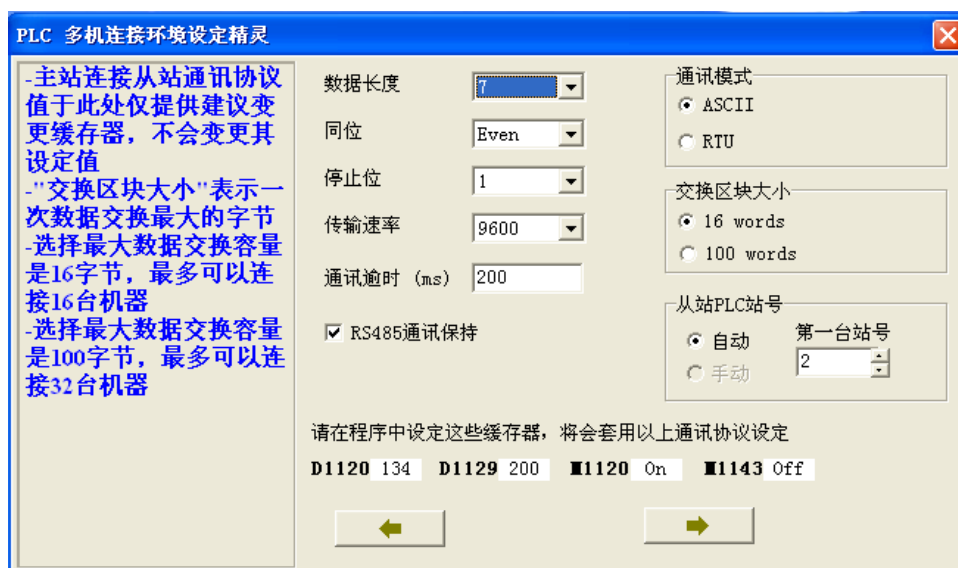 PLC 多机连接环境设定精灵
-主站连接从站通讯协议
值于此处仅提供建议变
更缓存器，不会变更其
设定值
-"交换区块大小"表示一
次数据交换最大的字节
-选择最大数据交换容量
是16字节，最多可以连
接16台机器
-选择最大数据交换容量
是100字节，最多可以连
接32台机器
数据长度 7
同位 Even
停止位 1
传输速率 9600
通讯逾时 (ms) 200
RS485通讯保持
通讯模式
ASCII
RTU
交换区块大小
16 words
100 words
从站PLC站号
自动
手动
第一台站号
2
请在程序中设定这些缓存器，将会套用以上通讯协议设定
D1120 134 D1129 200 M1120 On M1143 Off